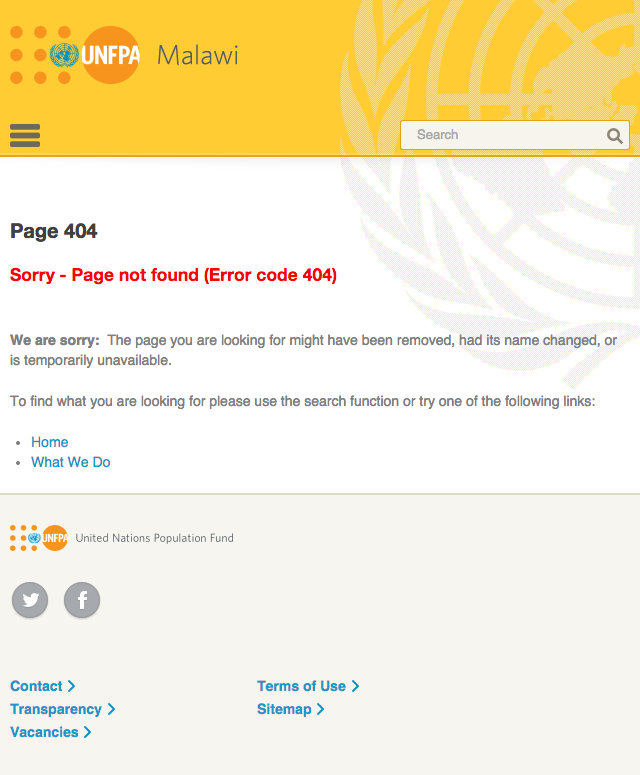 UNFPA Malawi
Search
Page 404
Sorry - Page not found (Error code 404)
We are sorry: The page you are looking for might have been removed, had its name changed, or
is temporarily unavailable.
To find what you are looking for please use the search function or try one of the following links:
• Home
• What We Do
UNFPA United Nations Population Fund
Contact
Terms of Use
Transparency
Sitemap
Vacancies